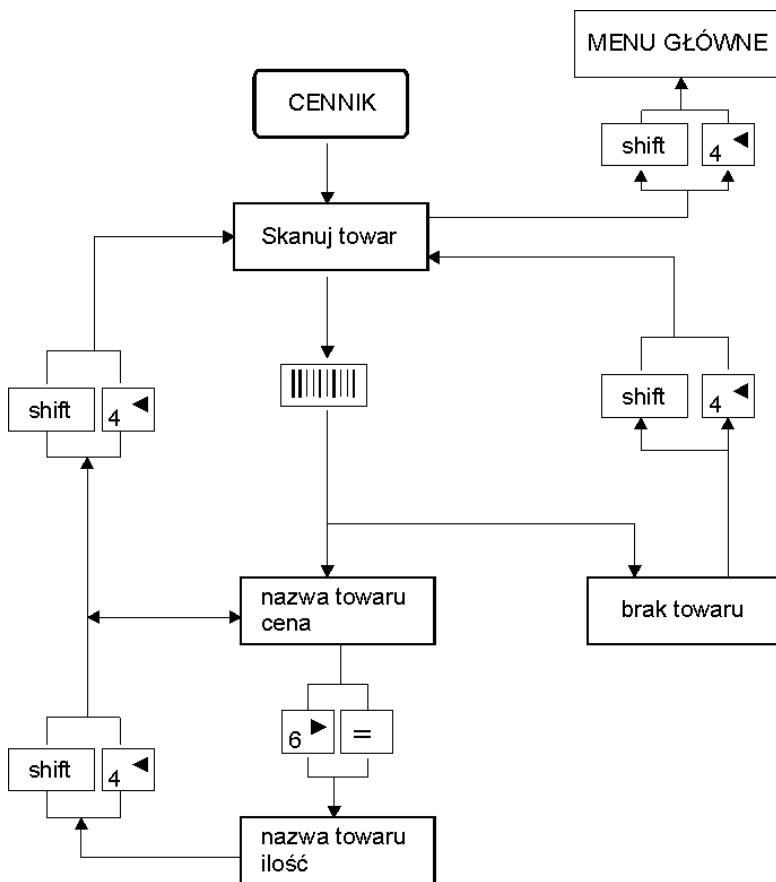 MENU GŁÓWNE
CENNIK
shift
4
Skanuj towar
shift
4
shift
4
nazwa towaru
cena
brak towaru
6
=
shift
4
nazwa towaru
ilość